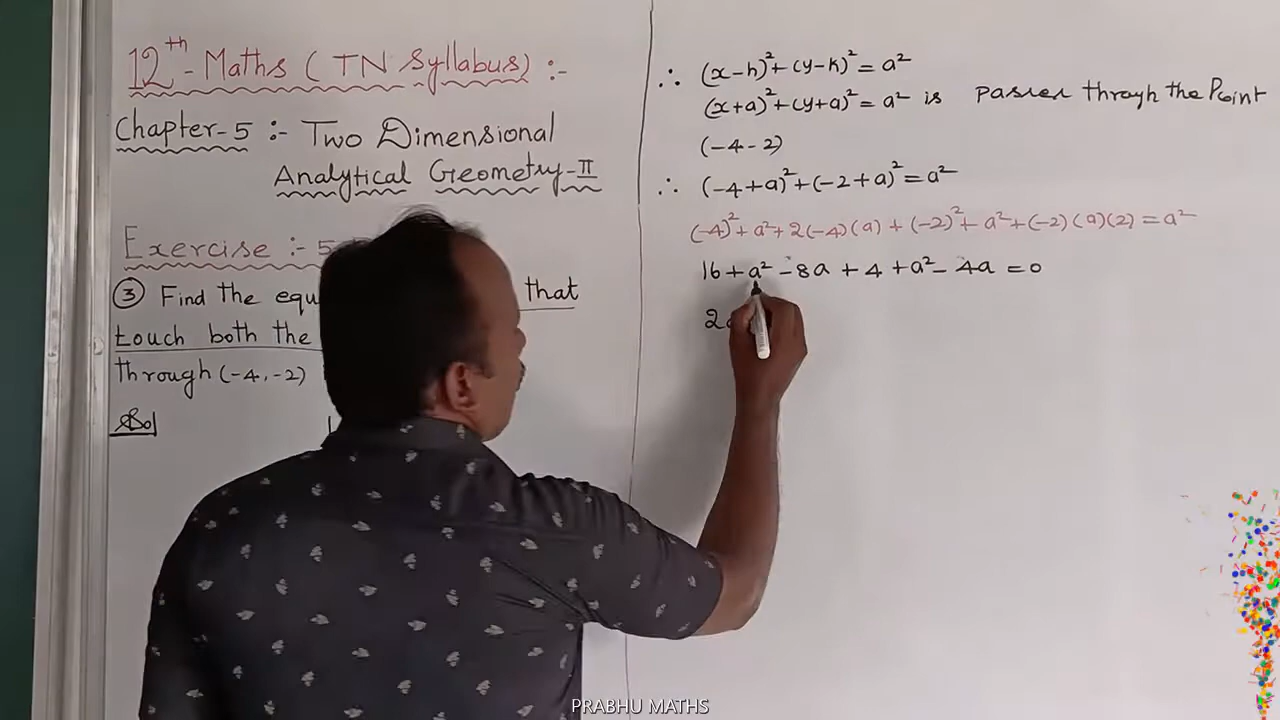 12th - Maths ( TN Syllabus) :-
Chapter-5 :- Two Dimensional
Analytical Geometry-II
Exercise :- 5
③ Find the equ that
touch both the
through (-4,-2)
Sol
∴ (x-h)²+(y-k)²=a²
(x+a)²+(y+a)²=a² is passes through the Point
(-4-2)
∴ (-4+a)²+(-2+a)²=a²
(-4)²+a²+2(-4)(a)+(-2)²+a²+(-2)(a)(2)=a²
16+a²-8a+4+a²-4a=0
2
PRABHU MATHS